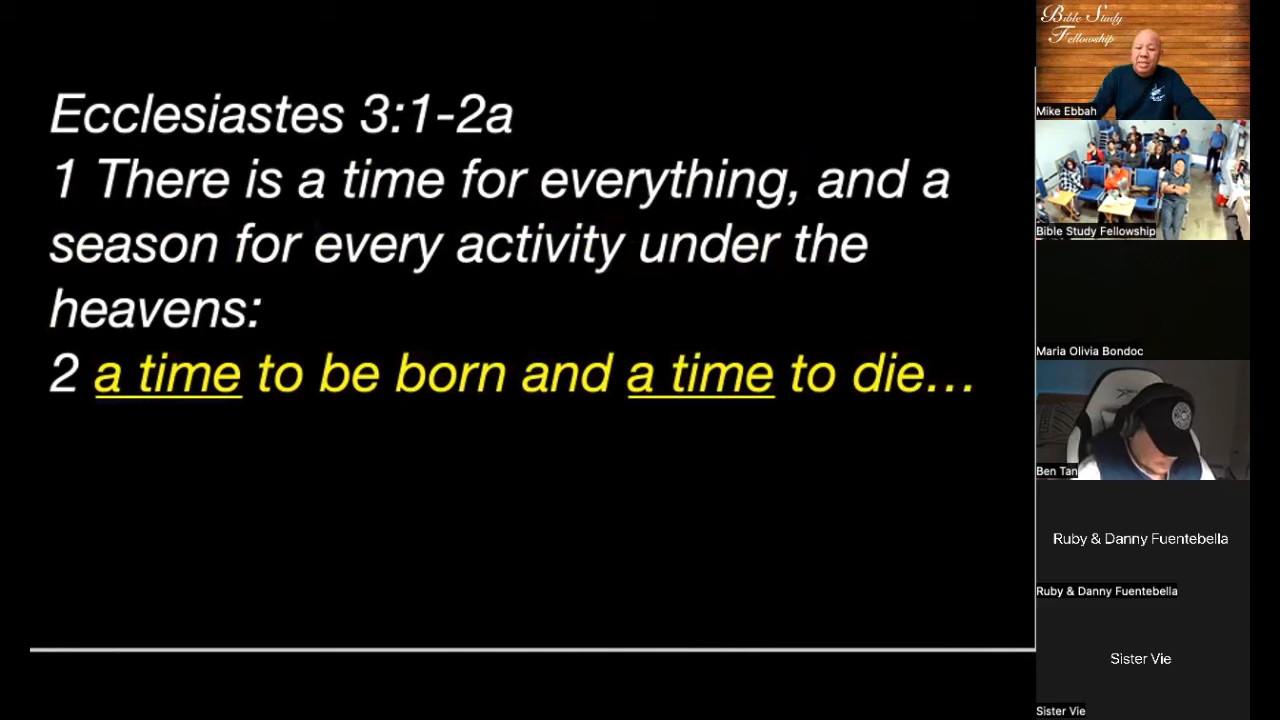 Ecclesiastes 3:1-2a
1 There is a time for everything, and a
season for every activity under the
heavens:
2 a time to be born and a time to die…
Bible Study
Fellowship
Mike Ebbah
Bible Study Fellowship
Maria Olivia Bondoc
Ben Tan
Ruby & Danny Fuentebella
Ruby & Danny Fuentebella
Sister Vie
Sister Vie